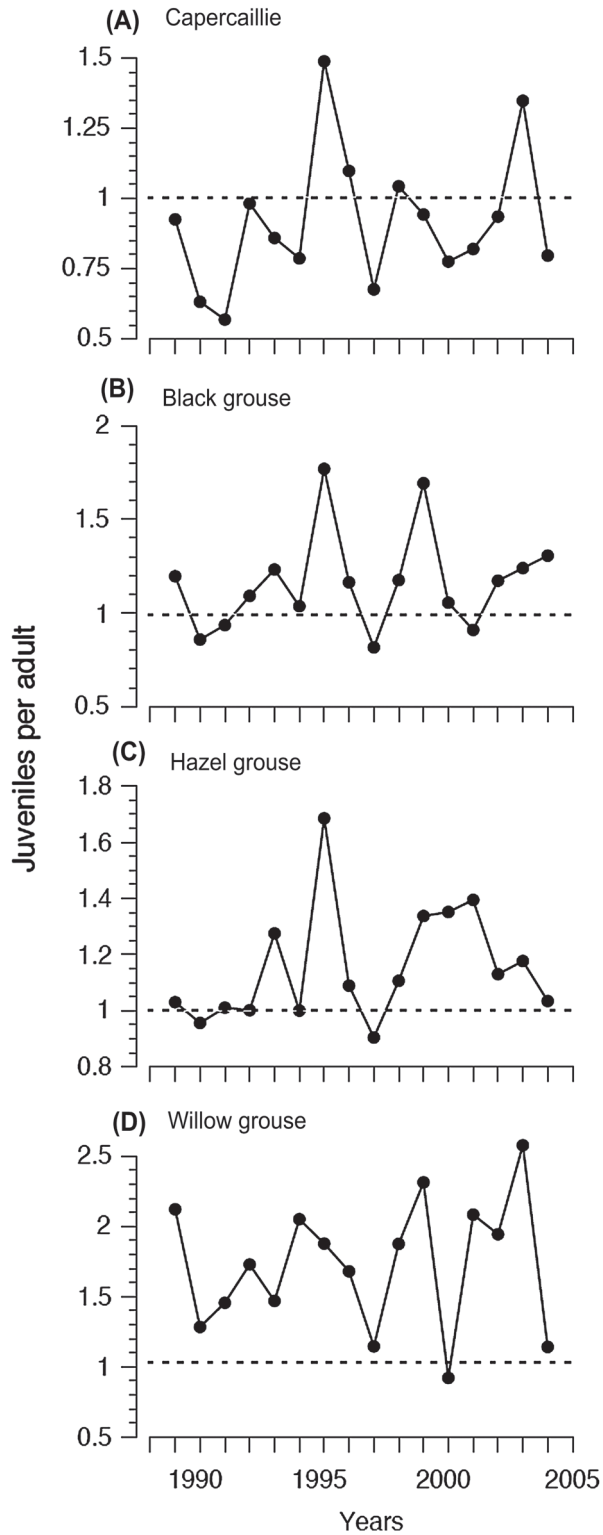 (A) Capercaillie
1.5
1.25
1
0.75
0.5
(B) Black grouse
2
1.5
1
0.5
Juveniles per adult
(C) Hazel grouse
1.8
1.6
1.4
1.2
1
0.8
(D) Willow grouse
2.5
2
1.5
1
0.5
1990 1995 2000 2005
Years